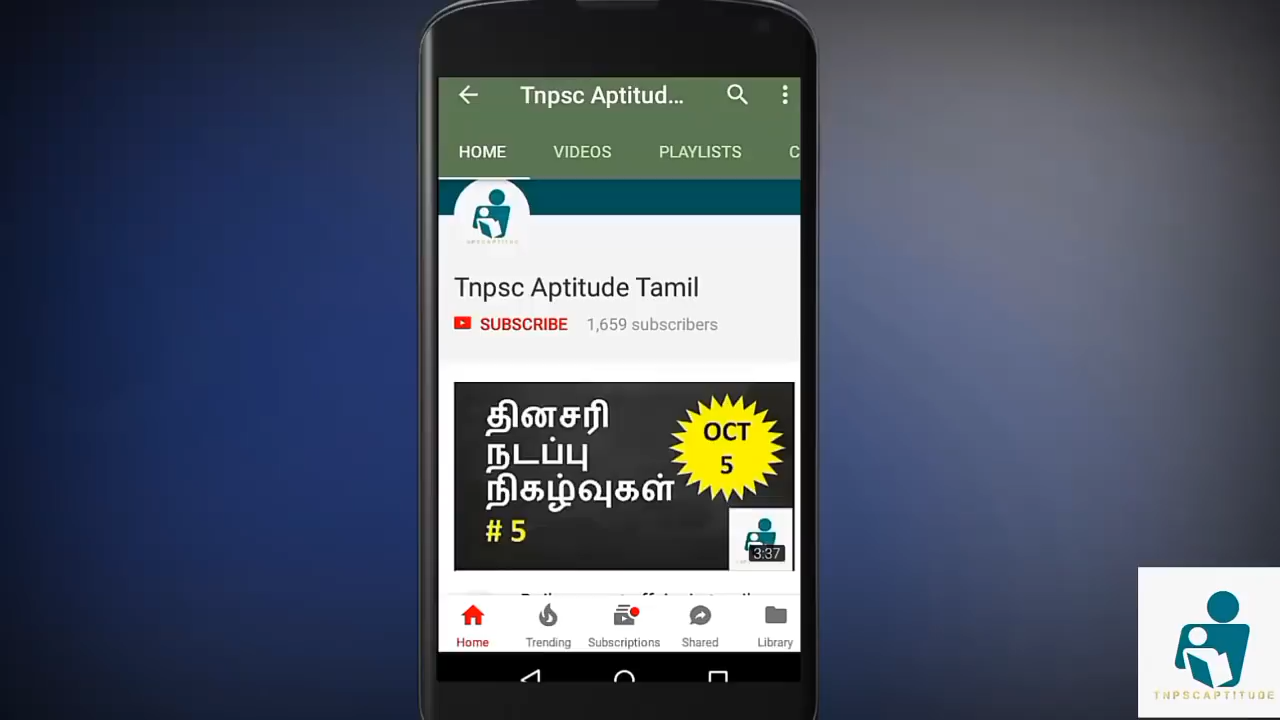 Tnpsc Aptitud...
HOME VIDEOS PLAYLISTS C
Tnpsc Aptitude Tamil
SUBSCRIBE 1,659 subscribers
தினசரி
நடப்பு
நிகழ்வுகள்
# 5
OCT
5
3:37
Home Trending Subscriptions Shared Library
TNPSCAPTITUDE